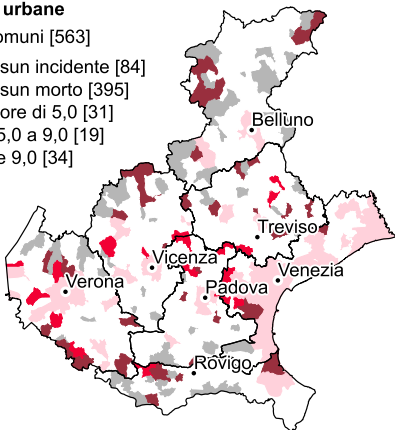 urbane
omuni [563]
sun incidente [84]
sun morto [395]
ore di 5,0 [31]
5,0 a 9,0 [19]
e 9,0 [34]
Belluno
Treviso
Vicenza
Venezia
Verona
Padova
Rovigo